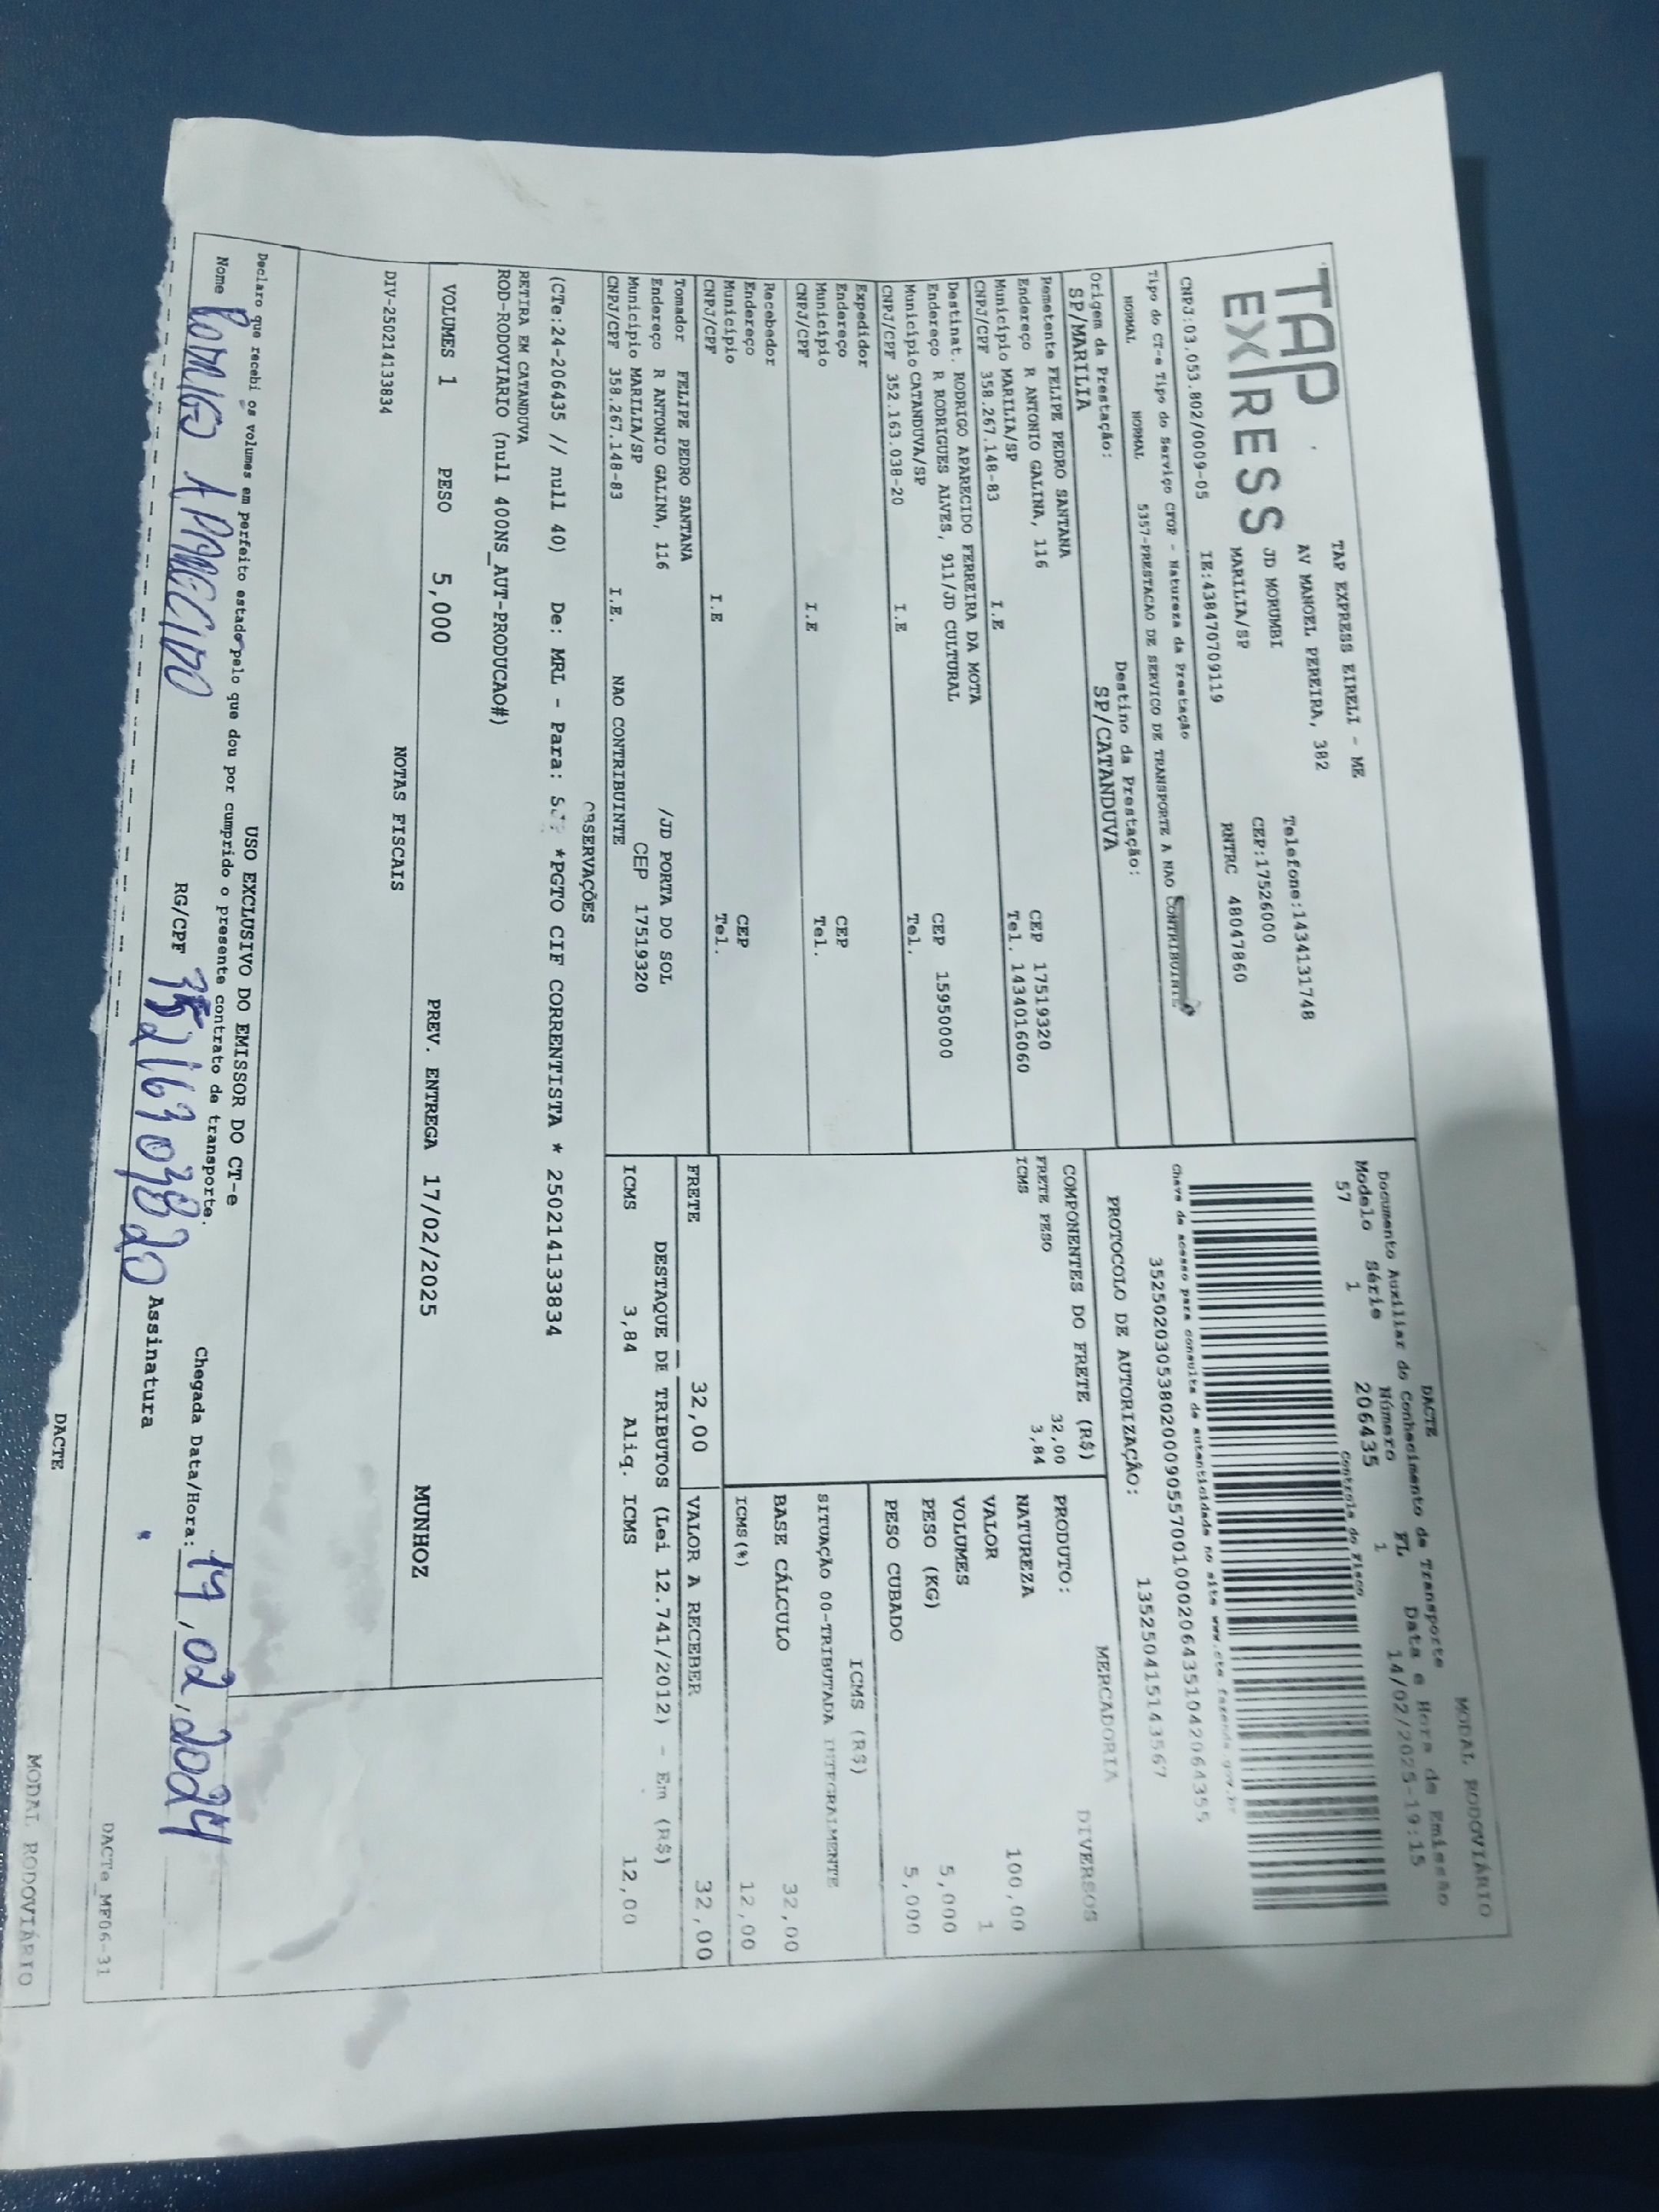 TAP
EXPRESS
TAP EXPRESS EIRELI - ME
AV MANOEL PEREIRA, 382
JD MORUMBI
MARILIA/SP
Telefone:1434131748
CEP:17526000
CNPJ:03.053.802/0009-05 IE:438470709119 RNTRC 48047860
Tipo do CT-e Tipo do Serviço CFOP - Natureza da Prestação
NORMAL NORMAL 5357-PRESTACAO DE SERVICO DE TRANSPORTE A NAO CONTRIBUINTE
Origem da Prestação: Destino da Prestação:
SP/MARILIA SP/CATANDUVA
Remetente FELIPE PEDRO SANTANA
Endereço R ANTONIO GALINA, 116 CEP 17519320
Município MARILIA/SP Tel. 1434016060
CNPJ/CPF 358.267.148-83 I.E
Destinat. RODRIGO APARECIDO FERREIRA DA MOTA
Endereço R RODRIGUES ALVES, 911/JD CULTURAL CEP 15950000
Município CATANDUVA/SP Tel.
CNPJ/CPF 352.163.038-20 I.E
Expedidor
Endereço CEP
Município Tel.
CNPJ/CPF I.E
Recebedor
Endereço CEP
Município Tel.
CNPJ/CPF I.E
Tomador FELIPE PEDRO SANTANA
Endereço R ANTONIO GALINA, 116 /JD PORTA DO SOL
Município MARILIA/SP CEP 17519320
CNPJ/CPF 358.267.148-83 I.E. NAO CONTRIBUINTE
MODAL RODOVIÁRIO
DACTE
Documento Auxiliar do Conhecimento de Transporte
Modelo Série Número FL Data e Hora de Emissão
57 1 206435 1 14/02/2025-19:15
Controle do Fisco
Chave de acesso para consulta de autenticidade no site www.cte.fazenda.gov.br
35250203053802000905570010002064351042064355
PROTOCOLO DE AUTORIZAÇÃO: 135250415143567
COMPONENTES DO FRETE (R$)
FRETE PESO 32,00
ICMS 3,84
MERCADORIA
PRODUTO: DIVERSOS
NATUREZA
VALOR 100,00
VOLUMES 1
PESO (KG) 5,000
PESO CUBADO 5,000
ICMS (R$)
SITUAÇÃO 00-TRIBUTADA INTEGRALMENTE
BASE CÁLCULO 32,00
ICMS(%) 12,00
FRETE 32,00 VALOR A RECEBER 32,00
DESTAQUE DE TRIBUTOS (Lei 12.741/2012) - Em (R$)
ICMS 3,84 Aliq. ICMS 12,00
OBSERVAÇÕES
(CTe:24-206435 // null 40) De: MRL - Para: *PGTO CIF CORRENTISTA * 250214133834
RETIRA EM CATANDUVA
ROD-RODOVIARIO (null 400NS_AUT-PRODUCAO#)
VOLUMES 1 PESO 5,000 PREV. ENTREGA 17/02/2025 MUNHOZ
NOTAS FISCAIS
DIV-250214133834
USO EXCLUSIVO DO EMISSOR DO CT-e
Declaro que recebi os volumes em perfeito estado pelo que dou por cumprido o presente contrato de transporte.
Chegada Data/Hora: 17,02,2024
Nome RODRIGO APARECIDO RG/CPF 35216303820 Assinatura
DACTe_MF06-31
DACTE
MODAL RODOVIÁRIO